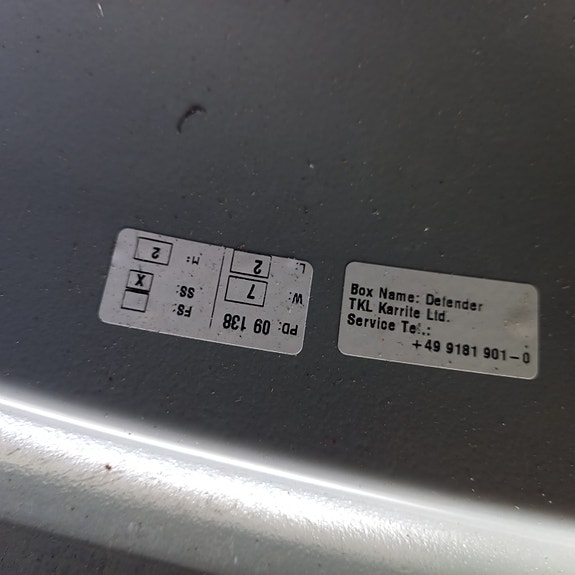 PD: 09 138 FS:
W: SS: X
L: 2 M: 2
Box Name: Defender
TKL Karrite Ltd.
Service Tel.:
+49 9181 901-0